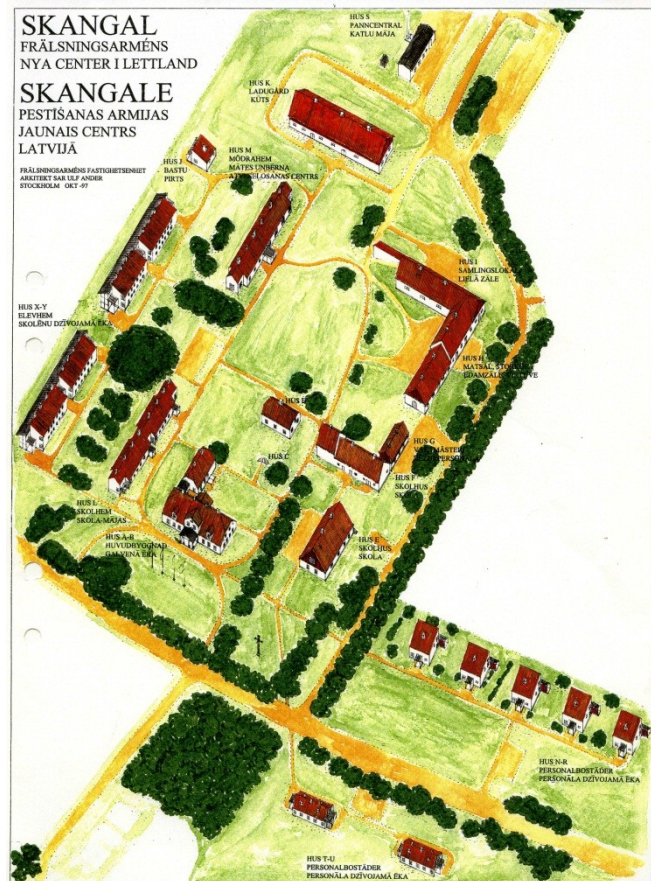 SKANGAL
FRÄLSNINGSARMÉNS
NYA CENTER I LETTLAND
SKANGALE
PESTĪŠANAS ARMIJAS
JAUNAIS CENTRS
LATVIJĀ
FRÄLSNINGSARMÉNS FASTIGHETSENHET
ARKITEKT SAR ULF ANDER
STOCKHOLM OKT -97
HUS S
PANNCENTRAL
KATLU MĀJA
HUS K
LADUGÅRD
KŪTS
HUS J
BASTU
PIRTS
HUS M
MÖDRAHEM
MĀTES UN BĒRNA
CENTRS
HUS I
SAMLINGSLOKAL
LIELĀ ZĀLE
HUS X-Y
ELEVHEM
SKOLĒNU DZĪVOJAMĀ ĒKA
HUS H
MATSAL,
HUS D
HUS G
HUS C
HUS F
SKOLHUS
SKOLA
HUS L
SKOLHEM
SKOLA-MĀJAS
HUS A-B
HUVUDBYGNAD
GALVENĀ ĒKA
HUS E
SKOLHUS
SKOLA
HUS N-R
PERSONALBOSTÄDER
PERSONĀLA DZĪVOJAMĀ ĒKA
HUS T-U
PERSONALBOSTÄDER
PERSONĀLA DZĪVOJAMĀ ĒKA